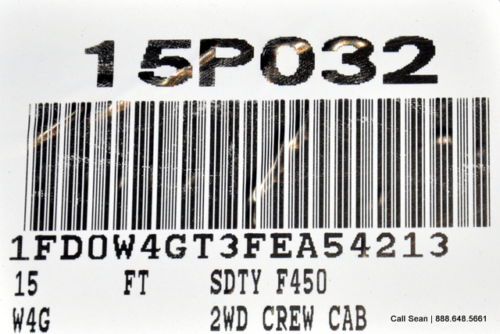 15P032
1FD0W4GT3FEA54213
15 FT SDTY F450
W4G 2WD CREW CAB
Call Sean | 888.648.5661